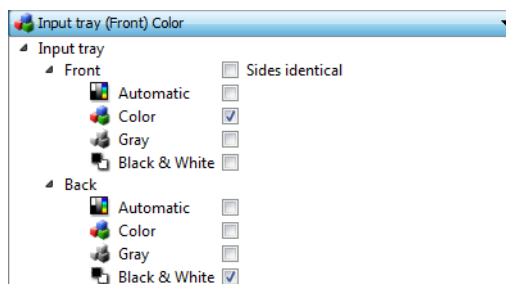 Input tray (Front) Color
Input tray
Front Sides identical
Automatic
Color
Gray
Black & White
Back
Automatic
Color
Gray
Black & White